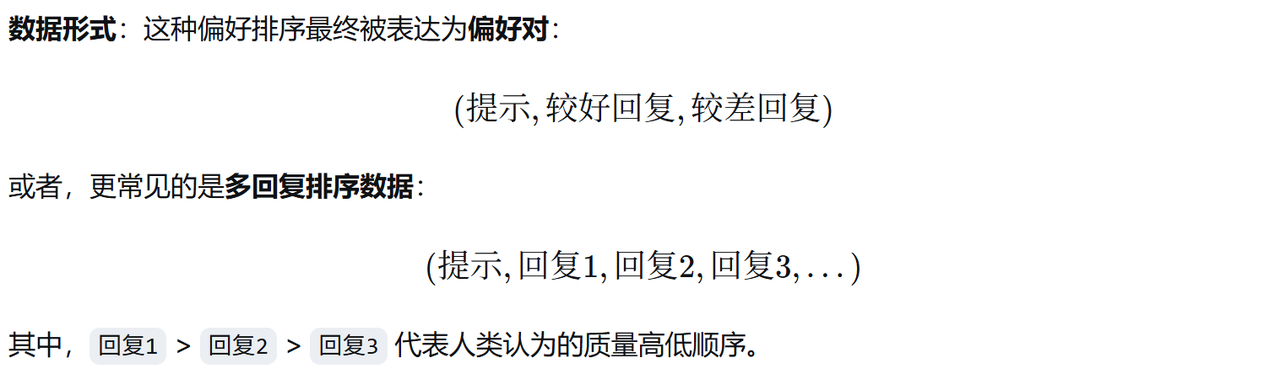 数据形式：这种偏好排序最终被表达为偏好对：
(提示, 较好回复, 较差回复)
或者，更常见的是多回复排序数据：
(提示, 回复1, 回复2, 回复3, …)
其中，回复1 > 回复2 > 回复3 代表人类认为的质量高低顺序。